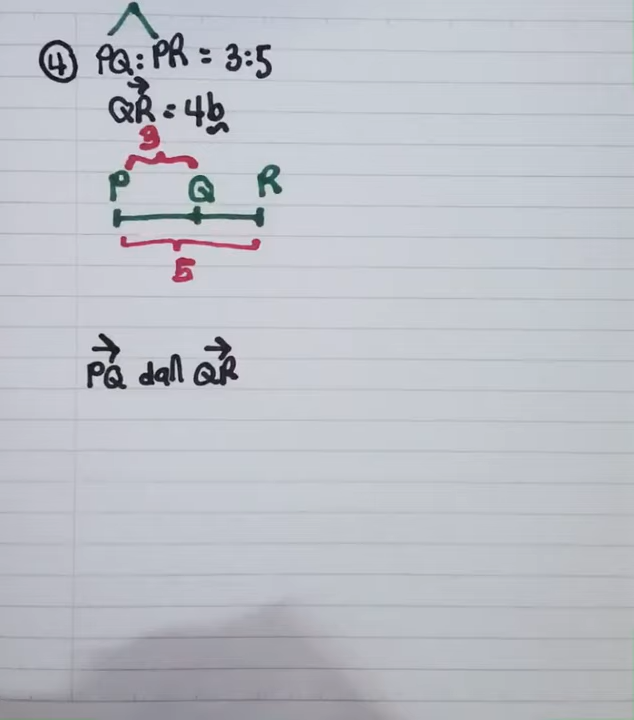 ④ PQ : PR = 3:5
→QR = 4b
3
P Q R
5
→PQ dan →QR